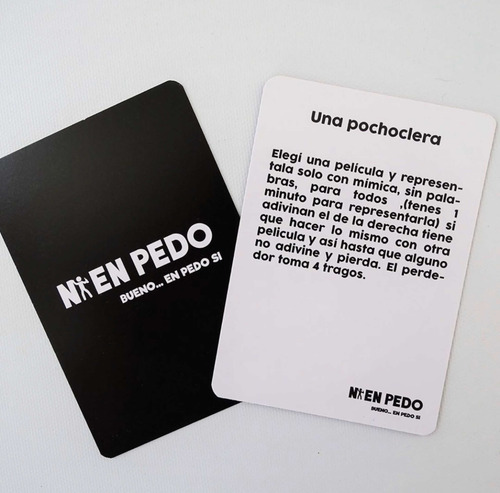 NI EN PEDO
BUENO... EN PEDO SI
Una pochoclera
Elegí una película y represen-
tala solo con mímica, sin pala-
bras, para todos ,(tenes 1
minuto para representarla) si
adivinan el de la derecha tiene
que hacer lo mismo con otra
película y así hasta que alguno
no adivine y pierda. El perde-
dor toma 4 tragos.
NI EN PEDO
BUENO... EN PEDO SI